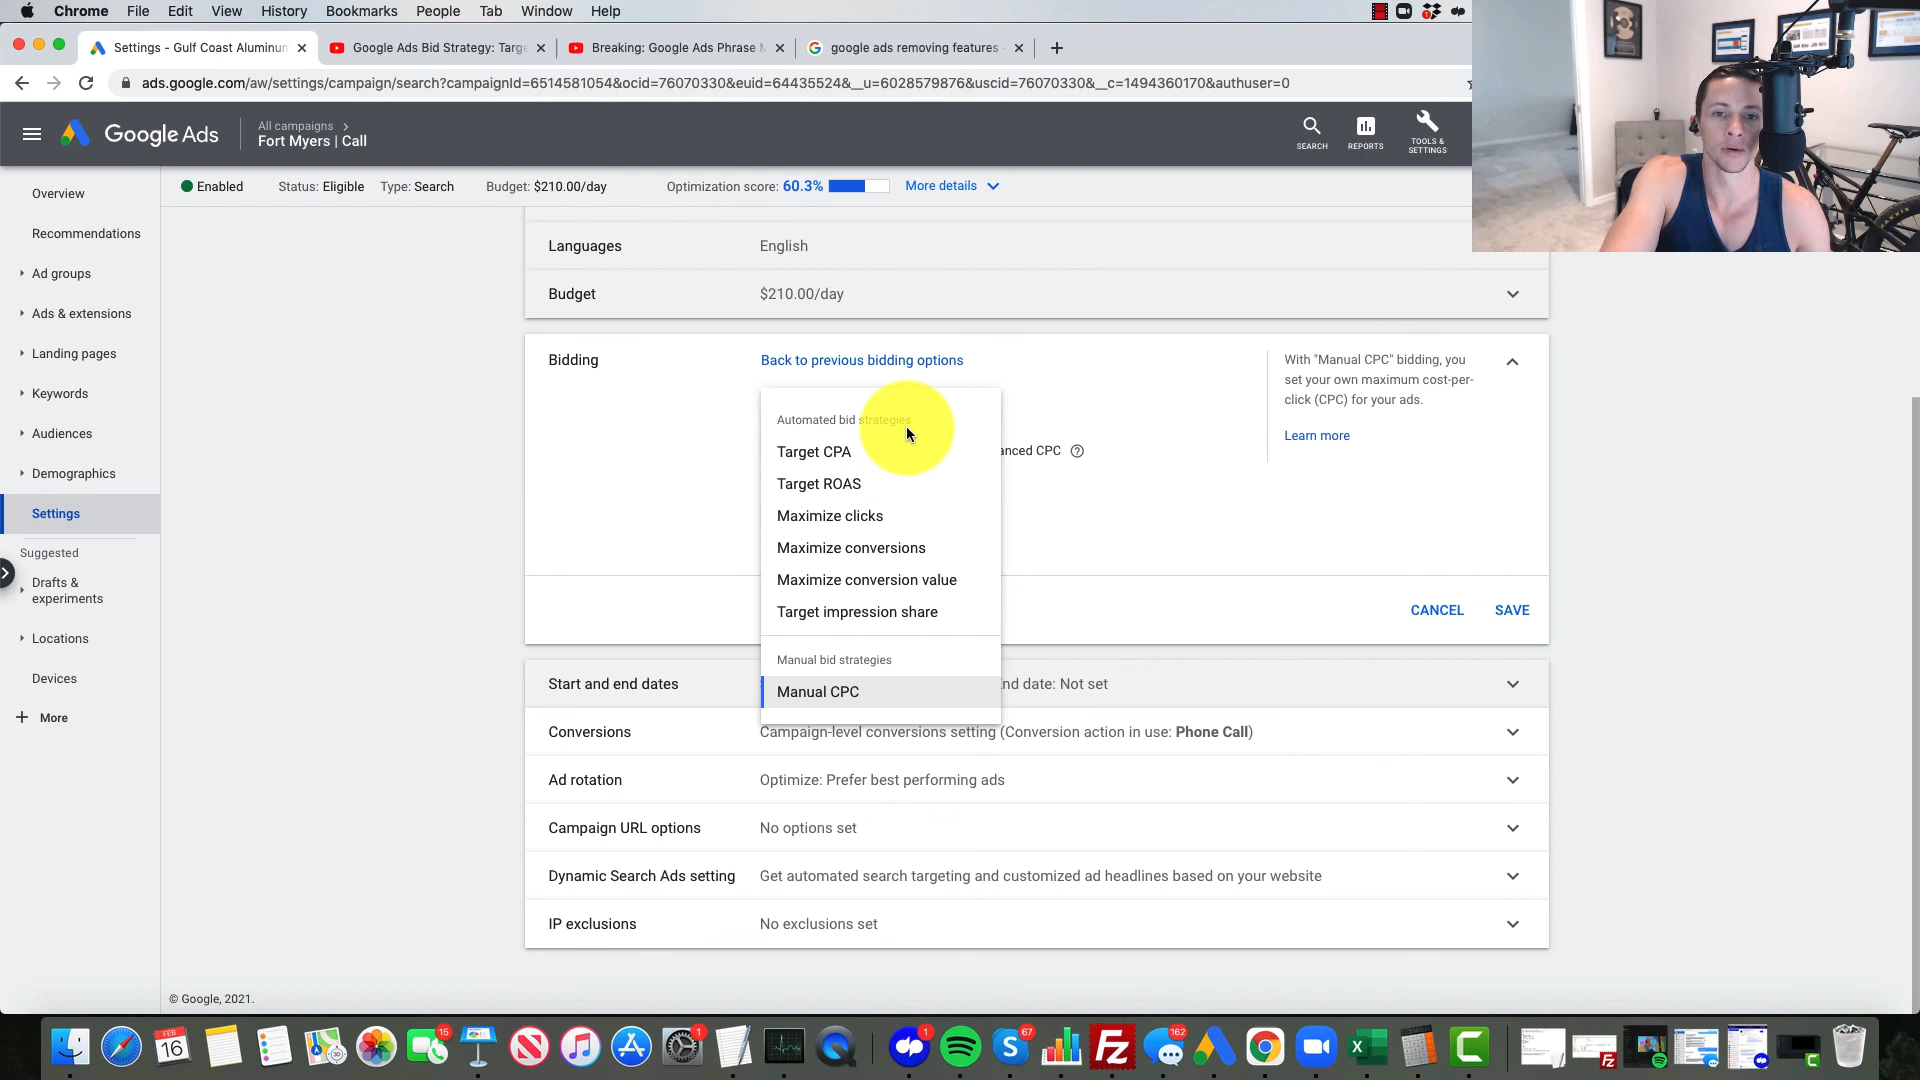 Chrome File Edit View History Bookmarks People Tab Window Help
Settings - Gulf Coast Aluminum
Google Ads Bid Strategy: Targe
Breaking: Google Ads Phrase M
google ads removing features -
ads.google.com/aw/settings/campaign/search?campaignId=6514581054&ocid=76070330&euid=64435524&__u=6028579876&uscid=76070330&__c=1494360170&authuser=0
Google Ads
All campaigns
Fort Myers | Call
SEARCH
REPORTS
TOOLS &
SETTINGS
Enabled Status: Eligible Type: Search Budget: $210.00/day Optimization score: 60.3% More details
Overview
Recommendations
Ad groups
Ads & extensions
Landing pages
Keywords
Audiences
Demographics
Settings
Suggested
Drafts &
experiments
Locations
Devices
More
Languages English
Budget $210.00/day
Bidding Back to previous bidding options
Automated bid strategies
Target CPA
Target ROAS
Maximize clicks
Maximize conversions
Maximize conversion value
Target impression share
Manual bid strategies
Manual CPC
anced CPC
With "Manual CPC" bidding, you
set your own maximum cost-per-
click (CPC) for your ads.
Learn more
CANCEL SAVE
Start and end dates nd date: Not set
Conversions Campaign-level conversions setting (Conversion action in use: Phone Call)
Ad rotation Optimize: Prefer best performing ads
Campaign URL options No options set
Dynamic Search Ads setting Get automated search targeting and customized ad headlines based on your website
IP exclusions No exclusions set
© Google, 2021.
FEB
16
15
1
1
67
162